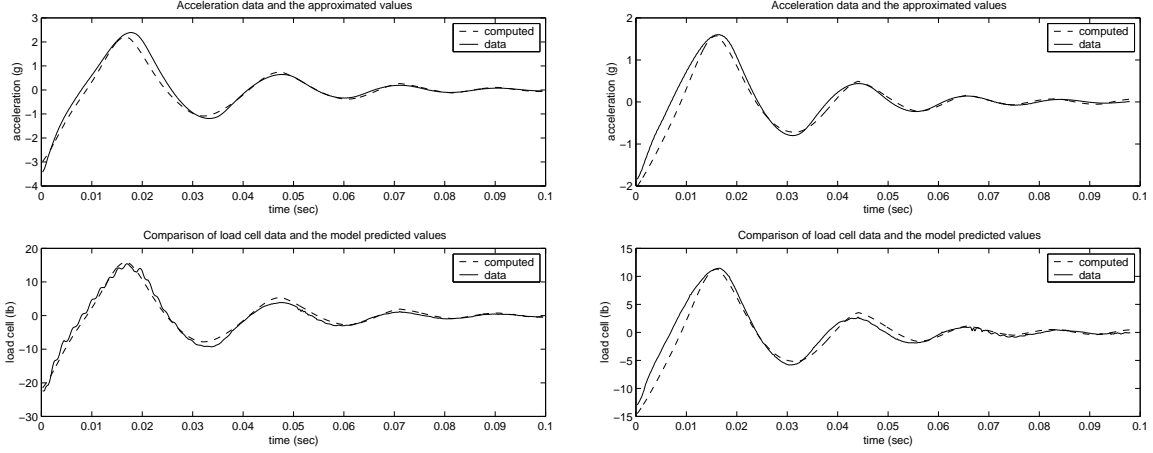 Acceleration data and the approximated values
3
2
1
0
−1
−2
−3
−4
acceleration (g)
computed
data
0 0.01 0.02 0.03 0.04 0.05 0.06 0.07 0.08 0.09 0.1
time (sec)
Acceleration data and the approximated values
2
1
0
−1
−2
acceleration (g)
computed
data
0 0.01 0.02 0.03 0.04 0.05 0.06 0.07 0.08 0.09 0.1
time (sec)
Comparison of load cell data and the model predicted values
20
10
0
−10
−20
−30
load cell (lb)
computed
data
0 0.01 0.02 0.03 0.04 0.05 0.06 0.07 0.08 0.09 0.1
time (sec)
Comparison of load cell data and the model predicted values
15
10
5
0
−5
−10
−15
load cell (lb)
computed
data
0 0.01 0.02 0.03 0.04 0.05 0.06 0.07 0.08 0.09 0.1
time (sec)